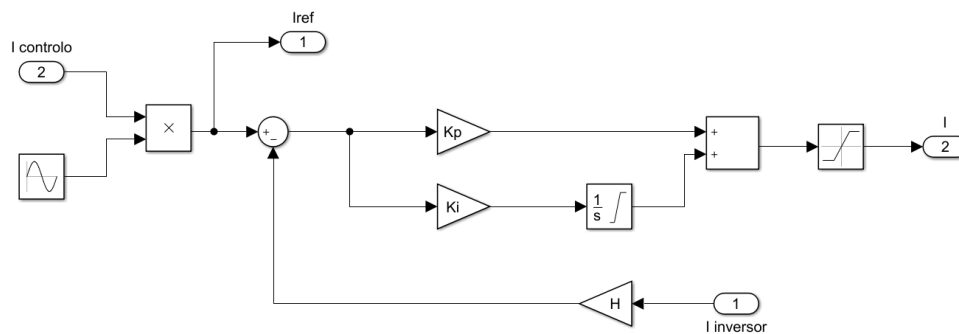 Iref
1
I controlo
2
×
+
−
Kp
+
+
I
2
Ki
1
s
H
1
I inversor